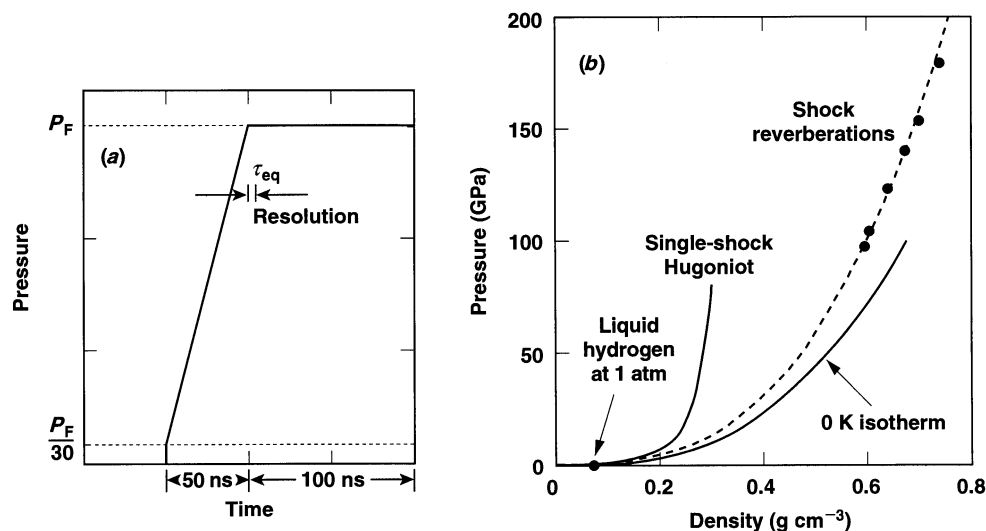 (a)
P_F
P_F
30
τ_eq
Resolution
50 ns
100 ns
Time
Pressure
(b)
200
150
100
50
0
0
0.2
0.4
0.6
0.8
Pressure (GPa)
Density (g cm⁻³)
Shock
reverberations
Single-shock
Hugoniot
Liquid
hydrogen
at 1 atm
0 K isotherm